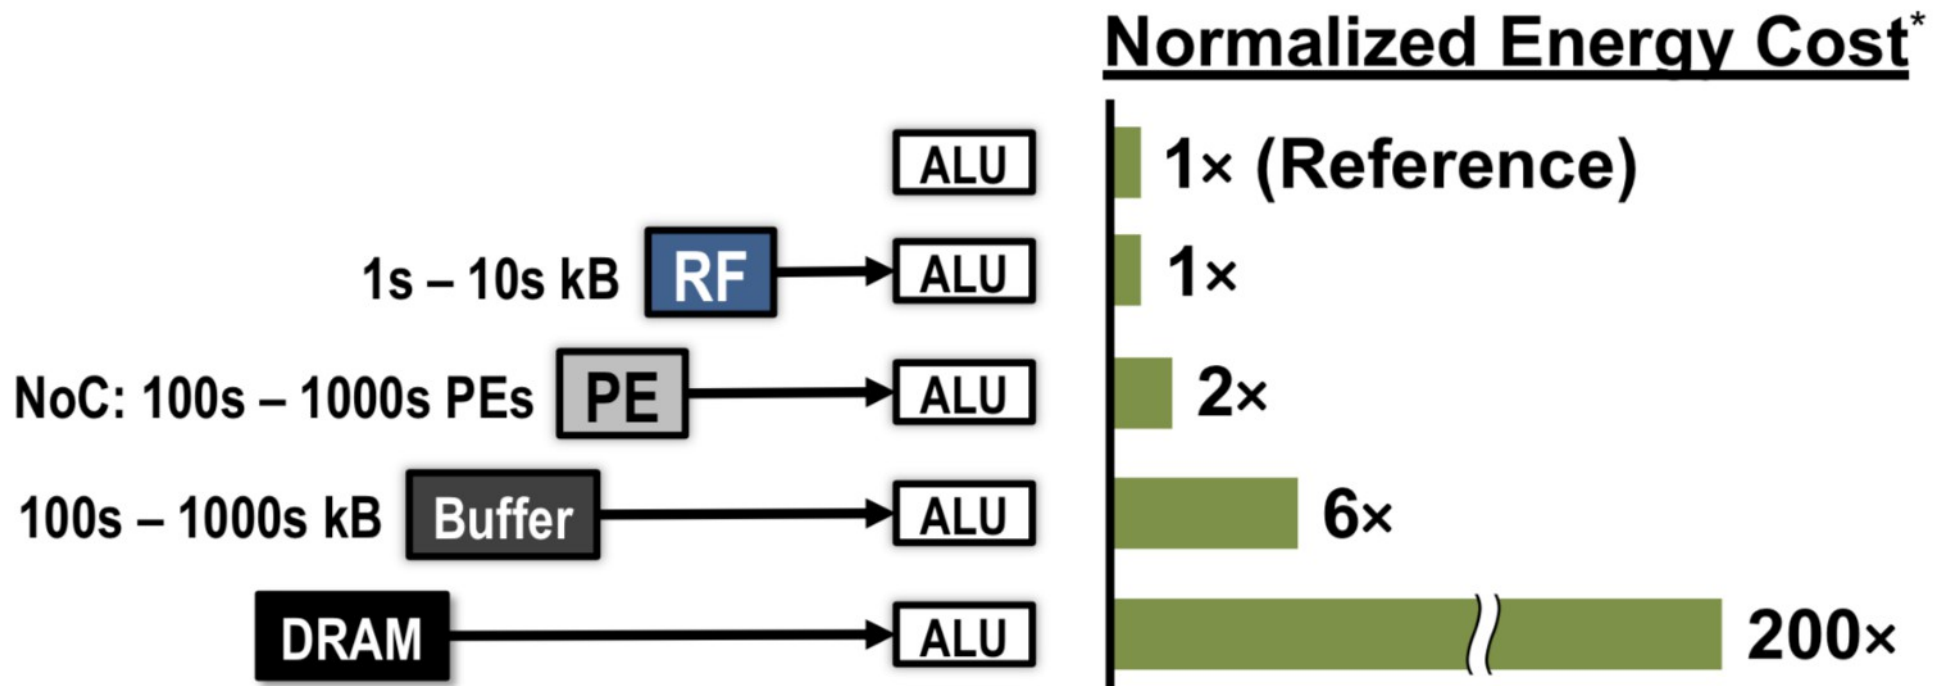 Normalized Energy Cost*
ALU 1× (Reference)
1s – 10s kB RF ALU 1×
NoC: 100s – 1000s PEs PE ALU 2×
100s – 1000s kB Buffer ALU 6×
DRAM ALU 200×